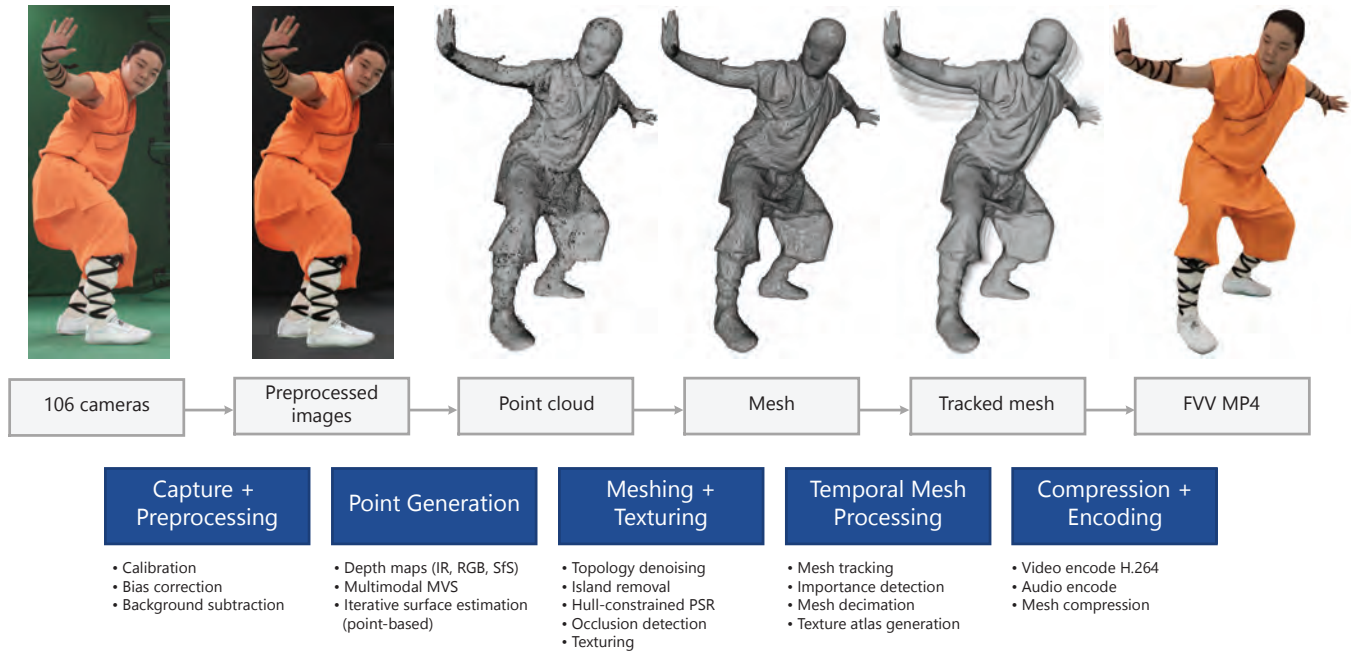 106 cameras
Preprocessed
images
Point cloud
Mesh
Tracked mesh
FVV MP4
Capture +
Preprocessing
Point Generation
Meshing +
Texturing
Temporal Mesh
Processing
Compression +
Encoding
• Calibration
• Bias correction
• Background subtraction
• Depth maps (IR, RGB, SfS)
• Multimodal MVS
• Iterative surface estimation
(point-based)
• Topology denoising
• Island removal
• Hull-constrained PSR
• Occlusion detection
• Texturing
• Mesh tracking
• Importance detection
• Mesh decimation
• Texture atlas generation
• Video encode H.264
• Audio encode
• Mesh compression